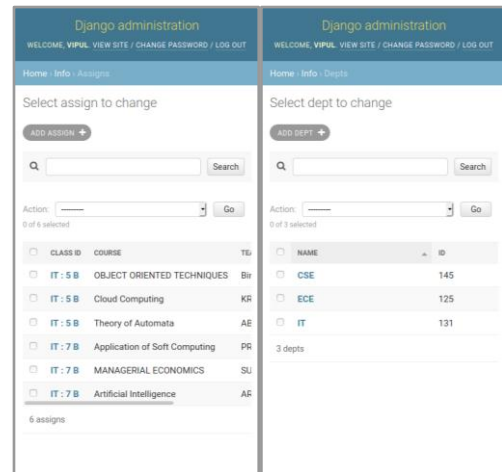 Django administration
WELCOME, VIPUL. VIEW SITE / CHANGE PASSWORD / LOG OUT
Home › Info › Assigns
Select assign to change
ADD ASSIGN +
Search
Action: ---------
Go
0 of 6 selected
CLASS ID COURSE
IT : 5 B OBJECT ORIENTED TECHNIQUES
IT : 5 B Cloud Computing
IT : 5 B Theory of Automata
IT : 7 B Application of Soft Computing
IT : 7 B MANAGERIAL ECONOMICS
IT : 7 B Artificial Intelligence
6 assigns
Django administration
WELCOME, VIPUL. VIEW SITE / CHANGE PASSWORD / LOG OUT
Home › Info › Depts
Select dept to change
ADD DEPT +
Search
Action: ---------
Go
0 of 3 selected
NAME ID
CSE 145
ECE 125
IT 131
3 depts